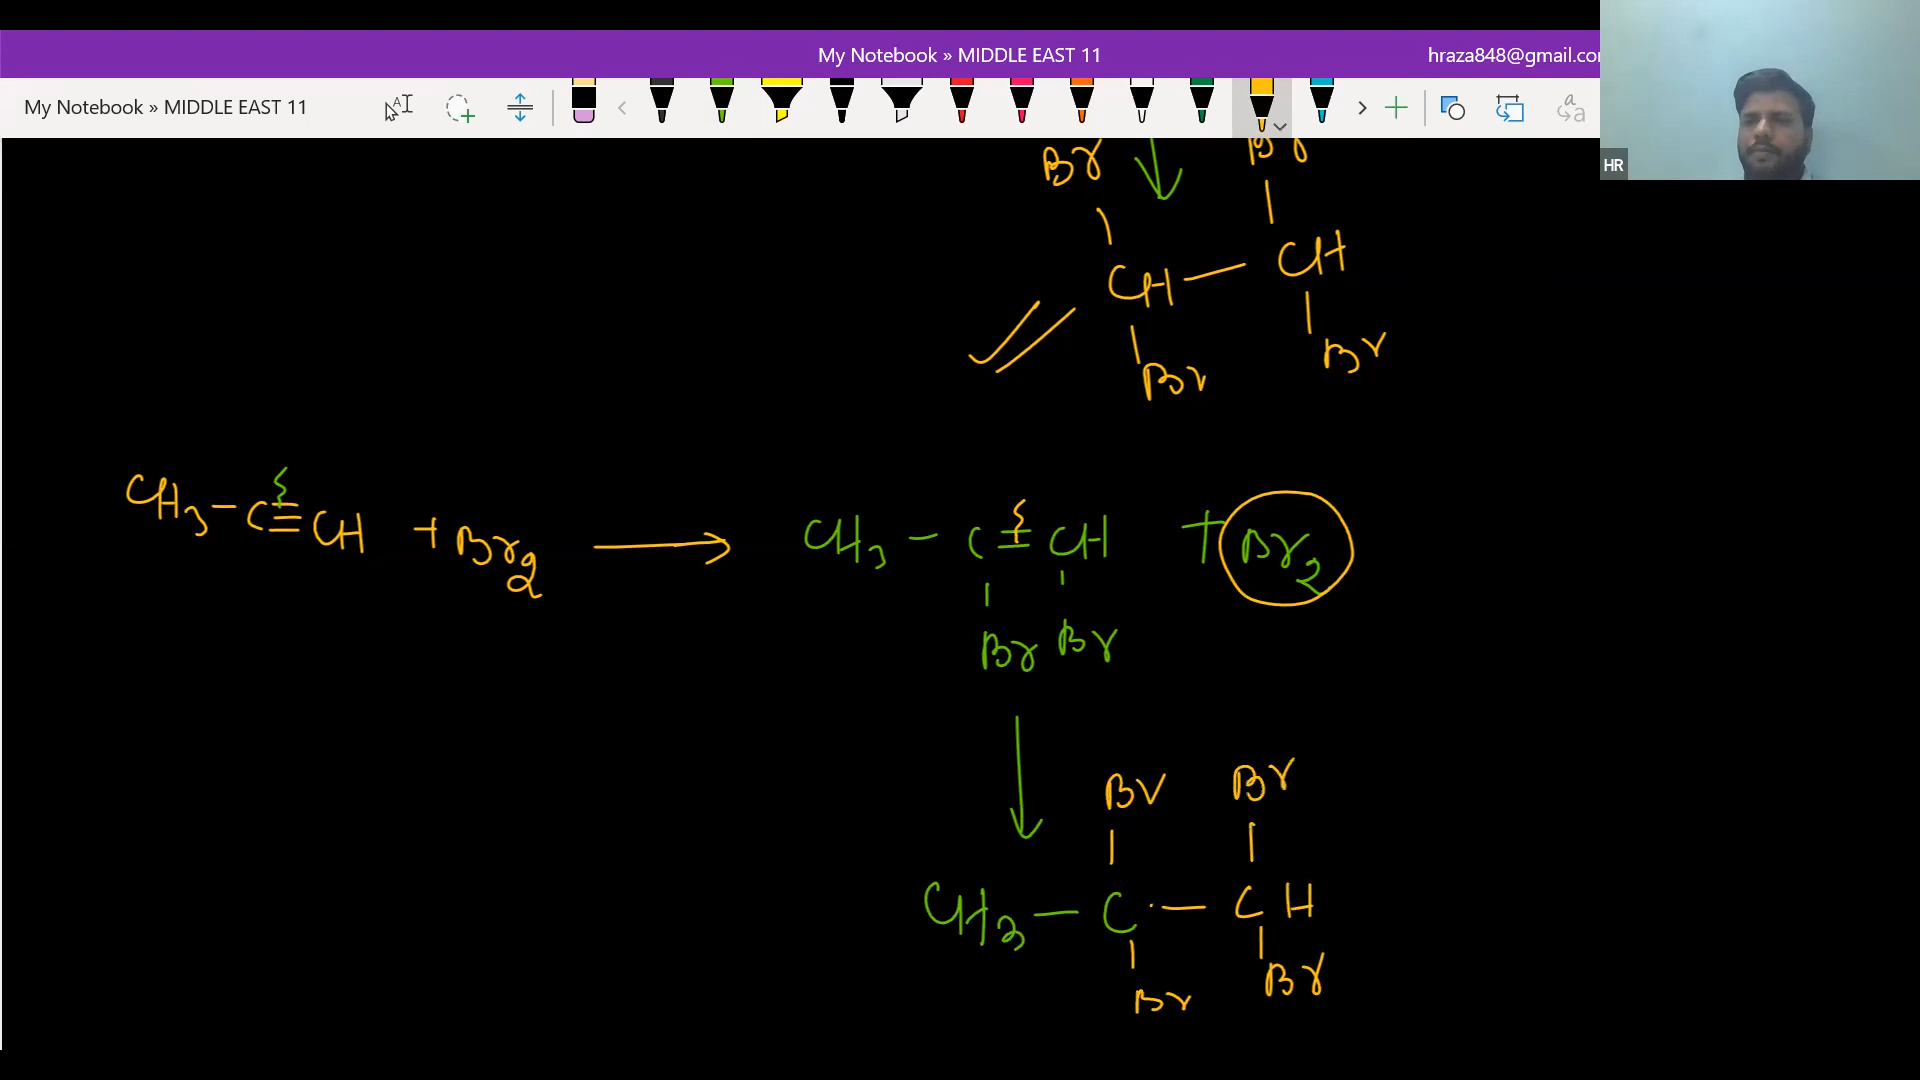 My Notebook » MIDDLE EAST 11
hraza848@gmail.co
My Notebook » MIDDLE EAST 11
HR
Br Br
CH — CH
Br Br
CH3 - C ≡ CH + Br2 → CH3 - C = CH + Br2
Br Br
Br Br
CH3 — C — CH
Br Br